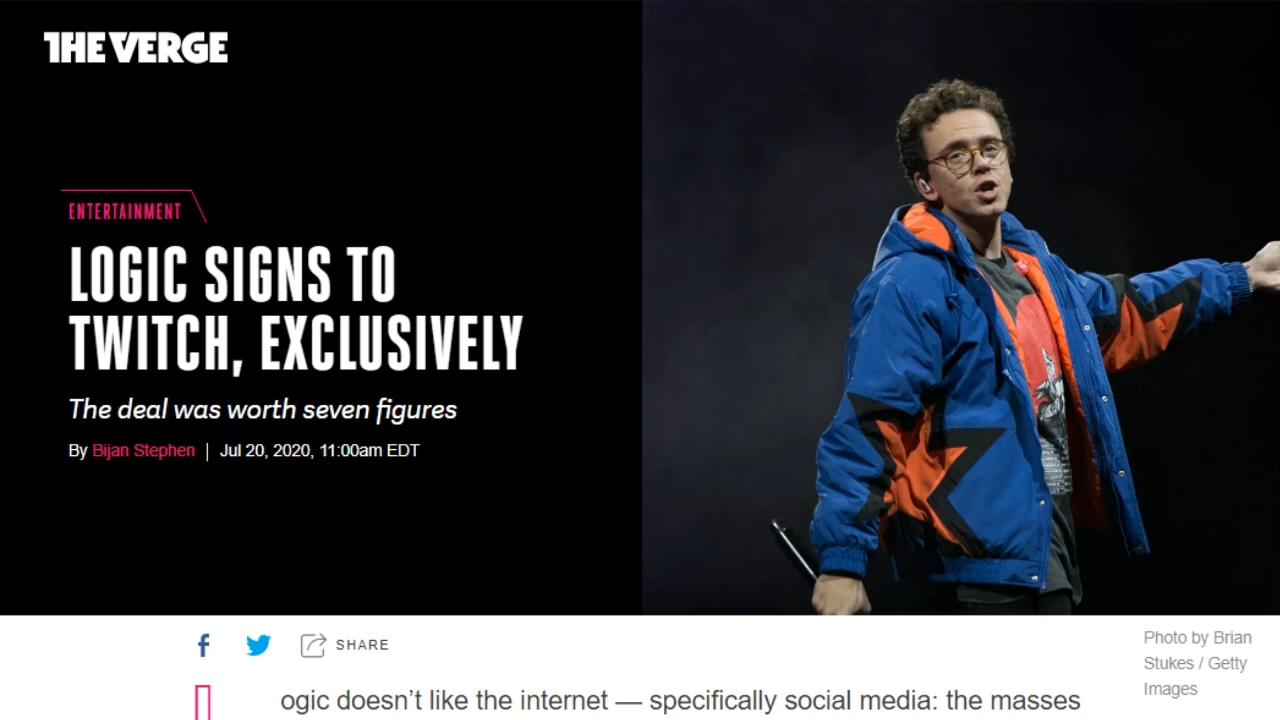 THE VERGE
ENTERTAINMENT
LOGIC SIGNS TO
TWITCH, EXCLUSIVELY
The deal was worth seven figures
By Bijan Stephen | Jul 20, 2020, 11:00am EDT
SHARE
Photo by Brian
Stukes / Getty
Images
ogic doesn’t like the internet — specifically social media: the masses